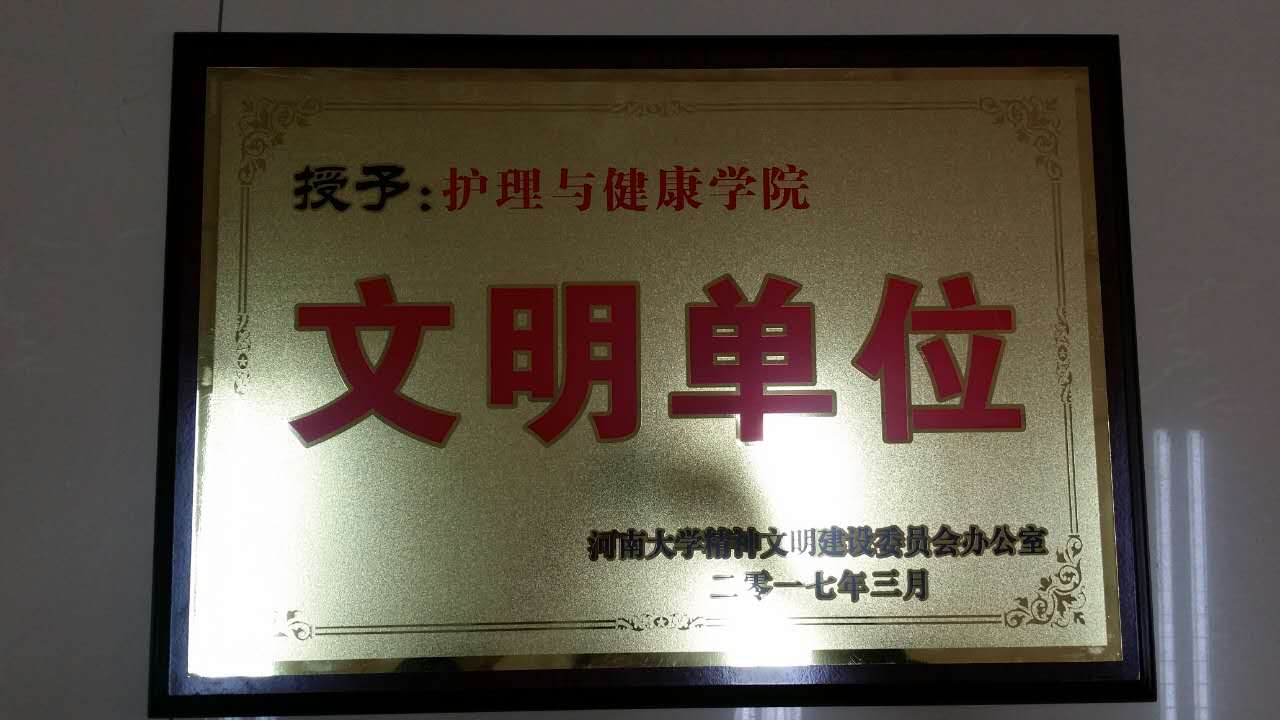 授予:护理与健康学院
文明单位
河南大学精神文明建设委员会办公室
二零一七年三月